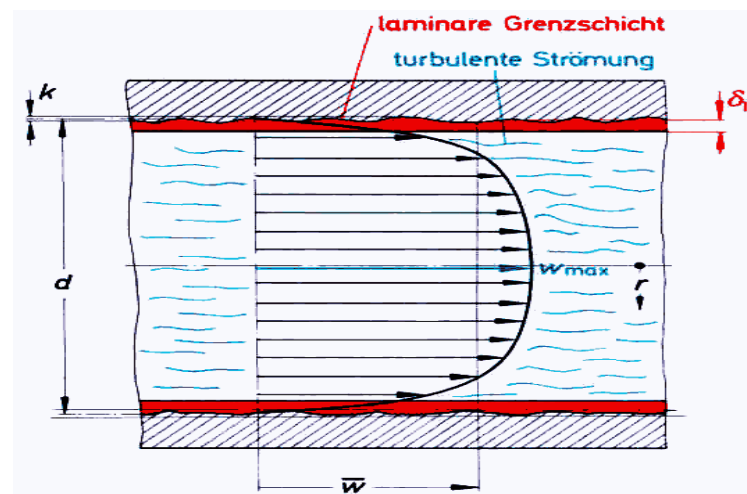 laminare Grenzschicht
turbulente Strömung
k
δl
d
wmax
r
w̅